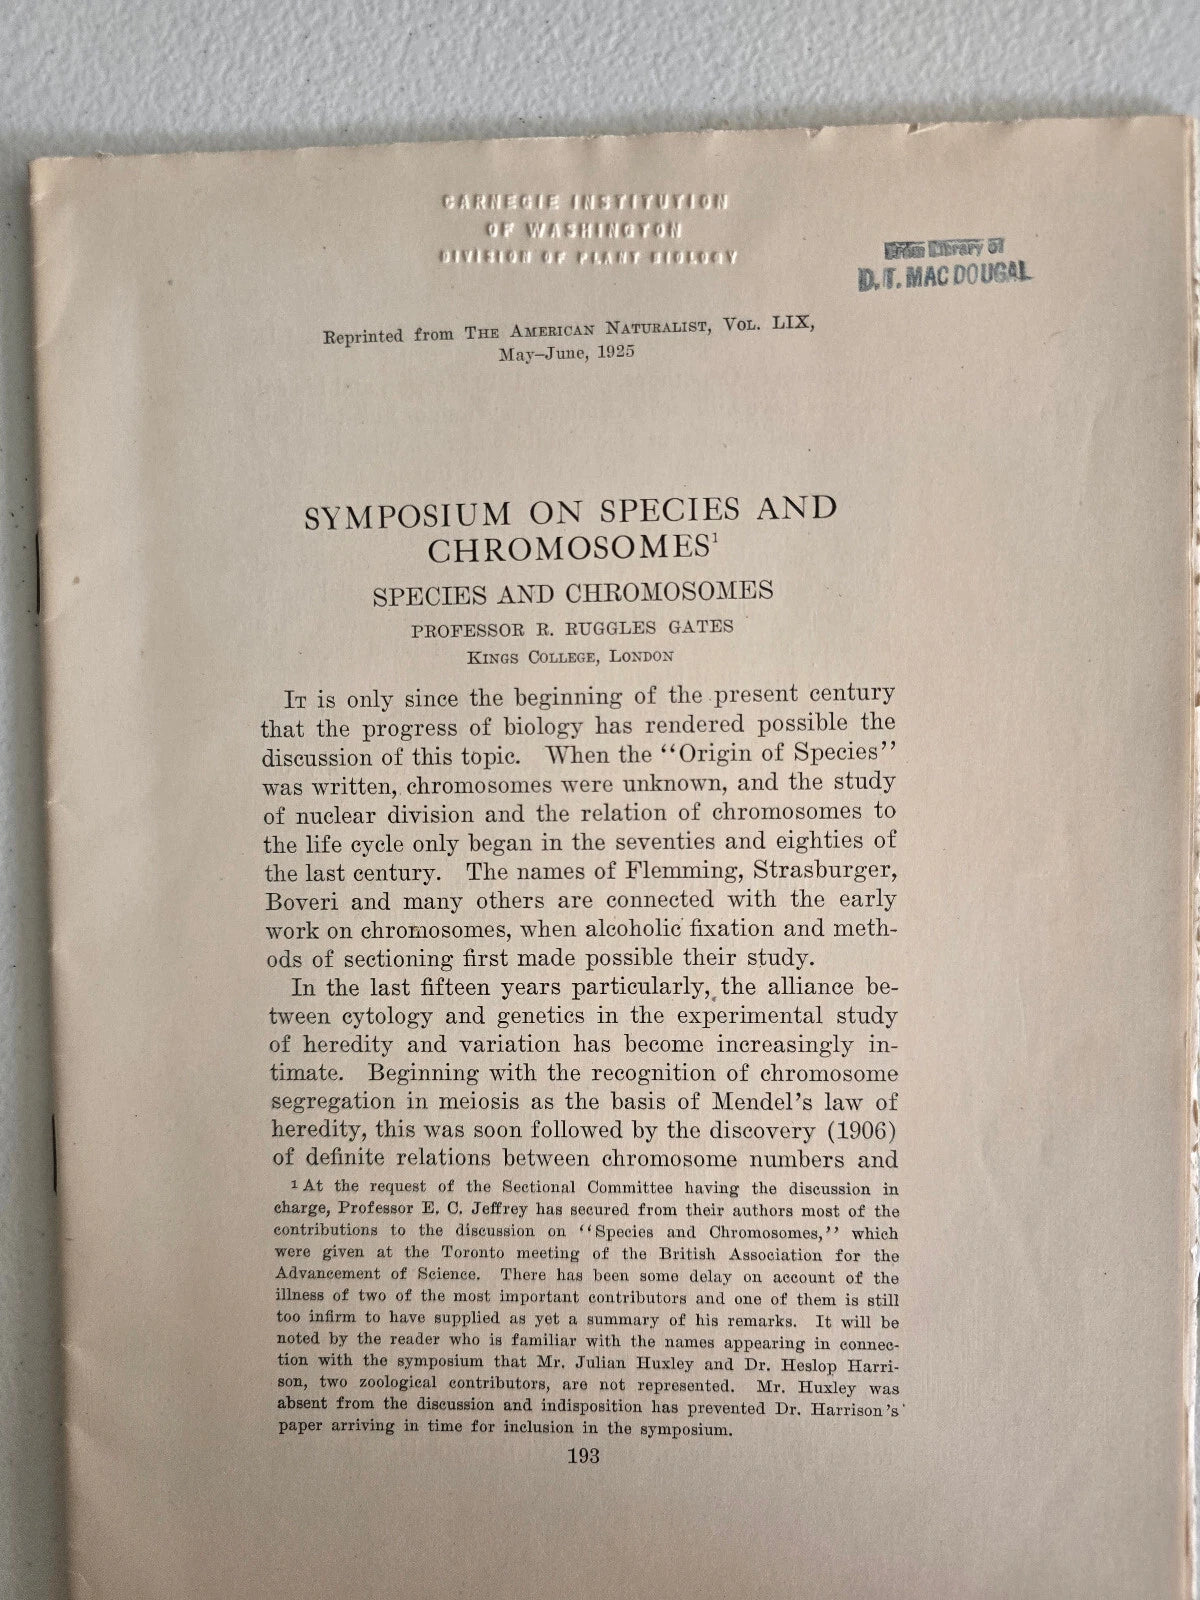 CARNEGIE INSTITUTION
OF WASHINGTON
DIVISION OF PLANT BIOLOGY
From Library of
D. T. MAC DOUGAL
Reprinted from THE AMERICAN NATURALIST, VOL. LIX,
May–June, 1925
SYMPOSIUM ON SPECIES AND
CHROMOSOMES¹
SPECIES AND CHROMOSOMES
PROFESSOR R. RUGGLES GATES
KINGS COLLEGE, LONDON
IT is only since the beginning of the present century
that the progress of biology has rendered possible the
discussion of this topic. When the “Origin of Species”
was written, chromosomes were unknown, and the study
of nuclear division and the relation of chromosomes to
the life cycle only began in the seventies and eighties of
the last century. The names of Flemming, Strasburger,
Boveri and many others are connected with the early
work on chromosomes, when alcoholic fixation and meth-
ods of sectioning first made possible their study.
In the last fifteen years particularly, the alliance be-
tween cytology and genetics in the experimental study
of heredity and variation has become increasingly in-
timate. Beginning with the recognition of chromosome
segregation in meiosis as the basis of Mendel’s law of
heredity, this was soon followed by the discovery (1906)
of definite relations between chromosome numbers and
¹ At the request of the Sectional Committee having the discussion in
charge, Professor E. C. Jeffrey has secured from their authors most of the
contributions to the discussion on “Species and Chromosomes,” which
were given at the Toronto meeting of the British Association for the
Advancement of Science. There has been some delay on account of the
illness of two of the most important contributors and one of them is still
too infirm to have supplied as yet a summary of his remarks. It will be
noted by the reader who is familiar with the names appearing in connec-
tion with the symposium that Mr. Julian Huxley and Dr. Heslop Harri-
son, two zoological contributors, are not represented. Mr. Huxley was
absent from the discussion and indisposition has prevented Dr. Harrison’s
paper arriving in time for inclusion in the symposium.
193